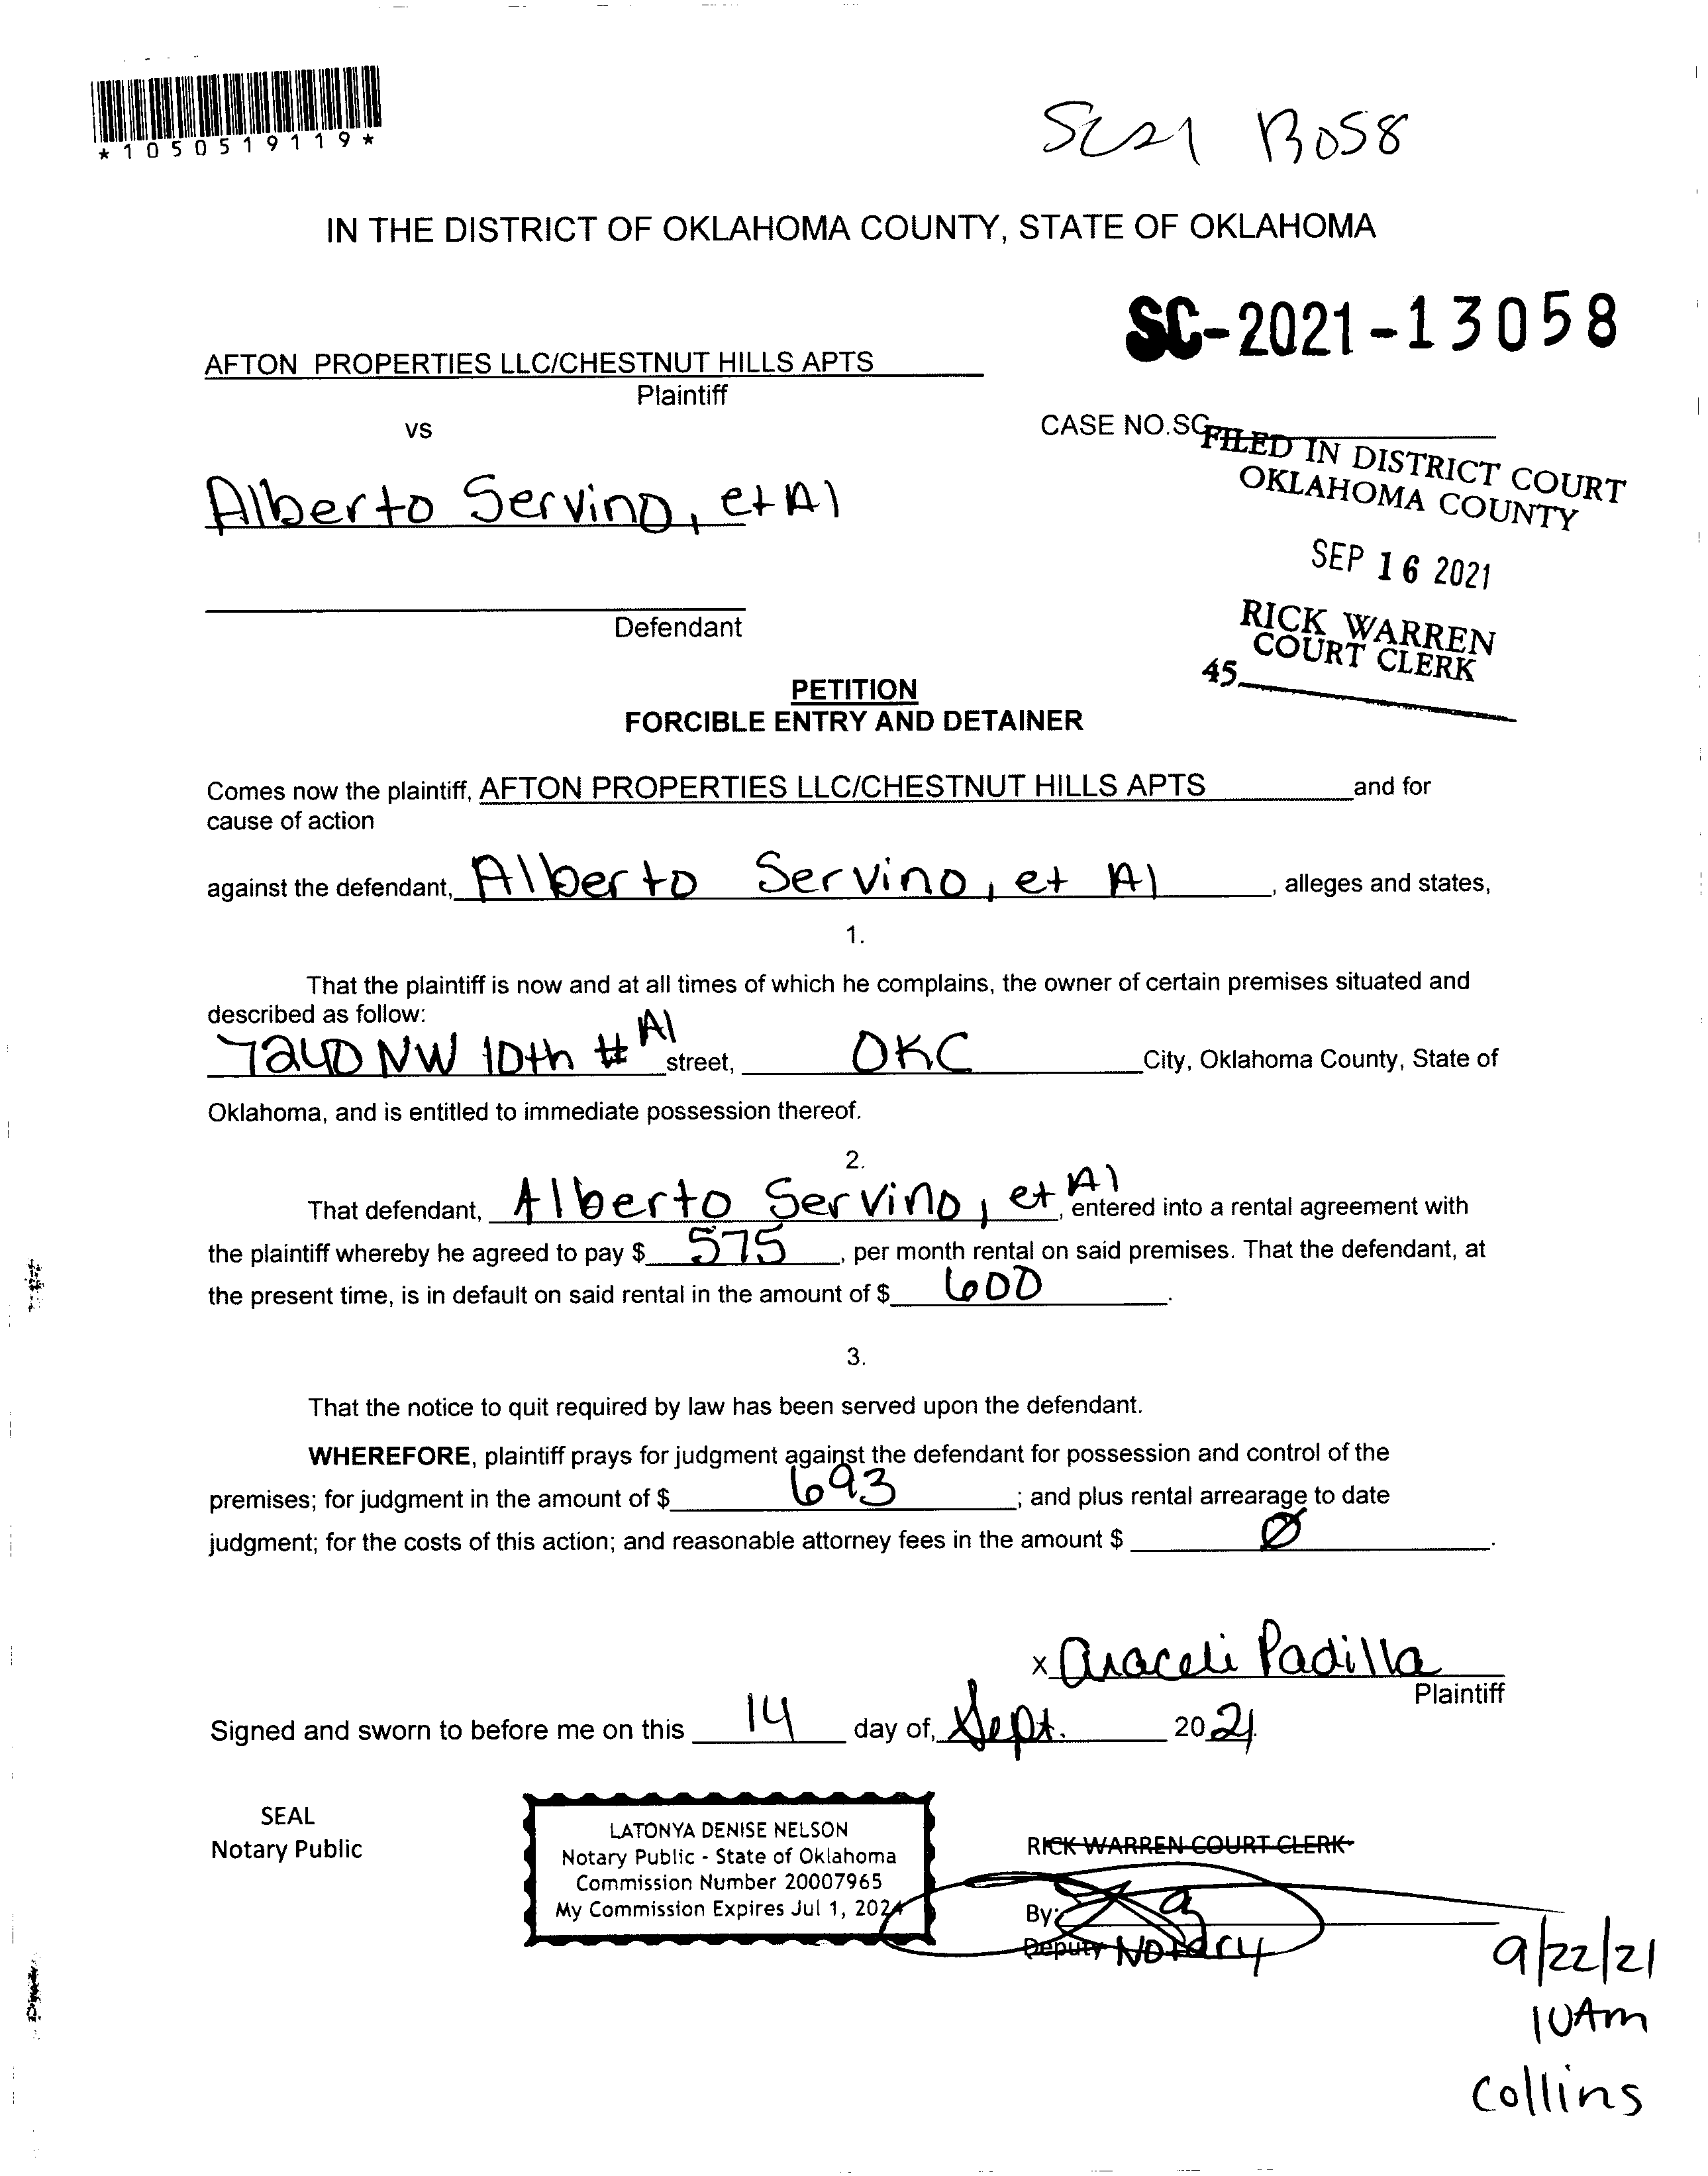 *1050519119*
SC21 13058
IN THE DISTRICT OF OKLAHOMA COUNTY, STATE OF OKLAHOMA
SC-2021-13058
AFTON PROPERTIES LLC/CHESTNUT HILLS APTS
Plaintiff
vs
CASE NO.SC
FILED IN DISTRICT COURT
OKLAHOMA COUNTY
Alberto Servino, et Al
SEP 16 2021
RICK WARREN
COURT CLERK
45
Defendant
PETITION
FORCIBLE ENTRY AND DETAINER
Comes now the plaintiff, AFTON PROPERTIES LLC/CHESTNUT HILLS APTS and for
cause of action
against the defendant, Alberto Servino, et Al, alleges and states,
1.
That the plaintiff is now and at all times of which he complains, the owner of certain premises situated and
described as follow:
7240 NW 10th # A1 street, OKC City, Oklahoma County, State of
Oklahoma, and is entitled to immediate possession thereof.
2.
That defendant, Alberto Servino, et Al, entered into a rental agreement with
the plaintiff whereby he agreed to pay $ 575, per month rental on said premises. That the defendant, at
the present time, is in default on said rental in the amount of $ 600.
3.
That the notice to quit required by law has been served upon the defendant.
WHEREFORE, plaintiff prays for judgment against the defendant for possession and control of the
premises; for judgment in the amount of $ 693; and plus rental arrearage to date
judgment; for the costs of this action; and reasonable attorney fees in the amount $ Ø.
x Araceli Padilla
Plaintiff
Signed and sworn to before me on this 14 day of, Sept. 2021.
SEAL
Notary Public
LATONYA DENISE NELSON
Notary Public - State of Oklahoma
Commission Number 20007965
My Commission Expires Jul 1, 2024
RICK WARREN COURT CLERK
By:
Deputy Notary
9/22/21
10Am
Collins